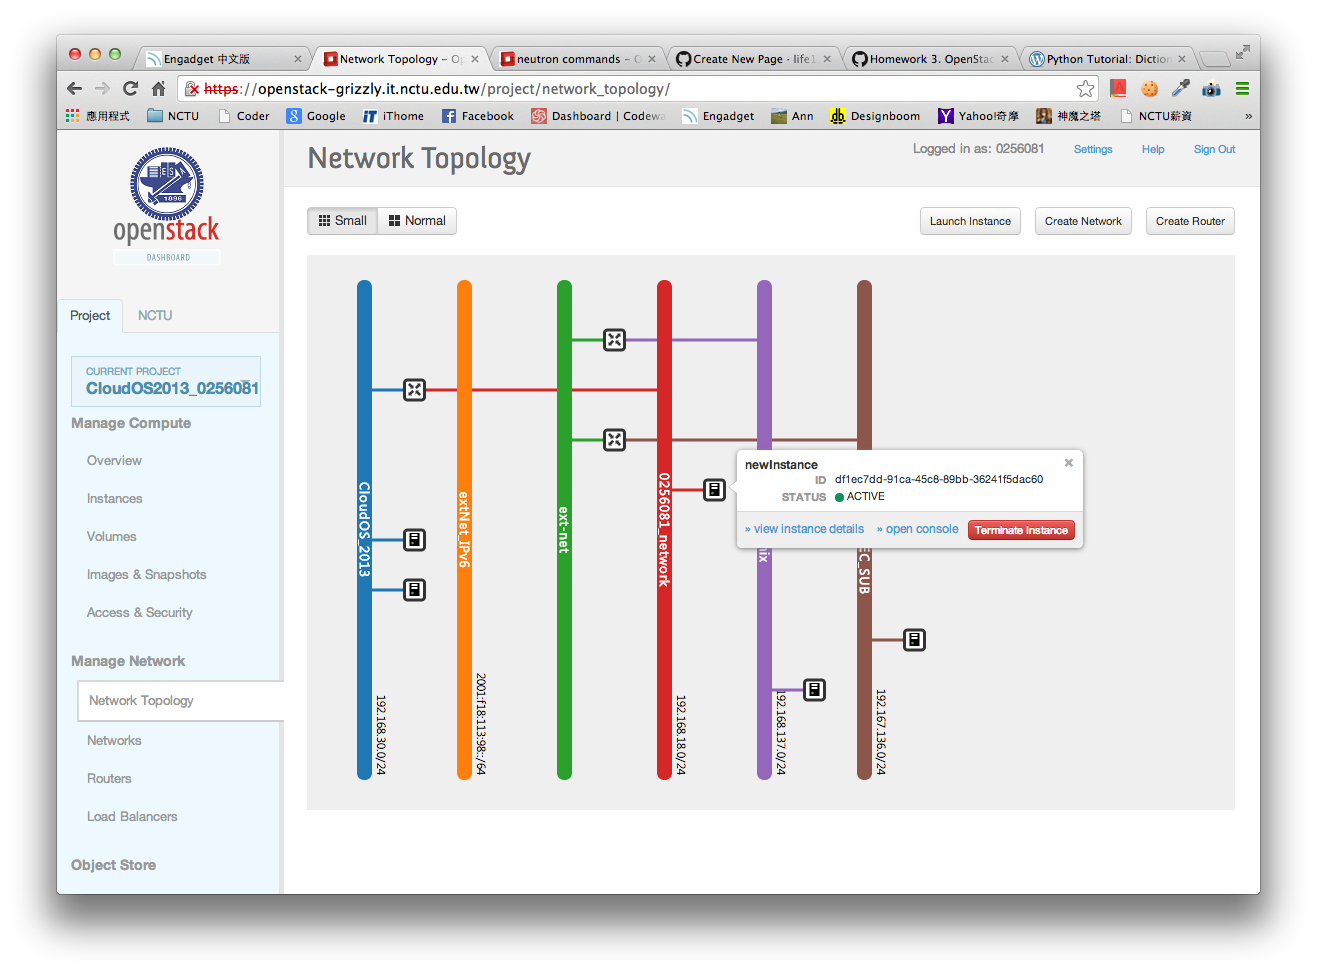 Engadget 中文版
Network Topology – Op
neutron commands – O
Create New Page · life1
Homework 3. OpenStac
Python Tutorial: Diction
https://openstack-grizzly.it.nctu.edu.tw/project/network_topology/
應用程式
NCTU
Coder
Google
iThome
Facebook
Dashboard | Codewa
Engadget
Ann
Designboom
Yahoo!奇摩
神魔之塔
NCTU薪資
»
ES
1896
openstack
DASHBOARD
Network Topology
Logged in as: 0256081
Settings
Help
Sign Out
Small
Normal
Launch Instance
Create Network
Create Router
Project
NCTU
CURRENT PROJECT
CloudOS2013_0256081
Manage Compute
Overview
Instances
Volumes
Images & Snapshots
Access & Security
Manage Network
Network Topology
Networks
Routers
Load Balancers
Object Store
CloudOS_2013
192.168.30.0/24
extNet_IPv6
2001:f18:113:98::/64
ext-net
0256081_network
192.168.18.0/24
192.168.137.0/24
EC_SUB
192.167.136.0/24
newInstance
ID df1ec7dd-91ca-45c8-89bb-36241f5dac60
STATUS ACTIVE
» view instance details
» open console
Terminate Instance